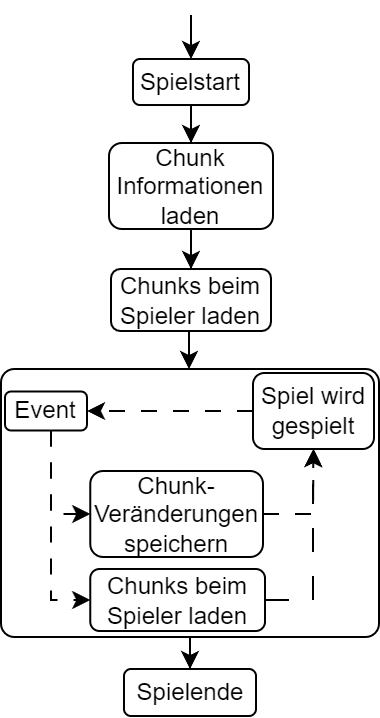 Spielstart
Chunk
Informationen
laden
Chunks beim
Spieler laden
Event
Spiel wird
gespielt
Chunk-
Veränderungen
speichern
Chunks beim
Spieler laden
Spielende